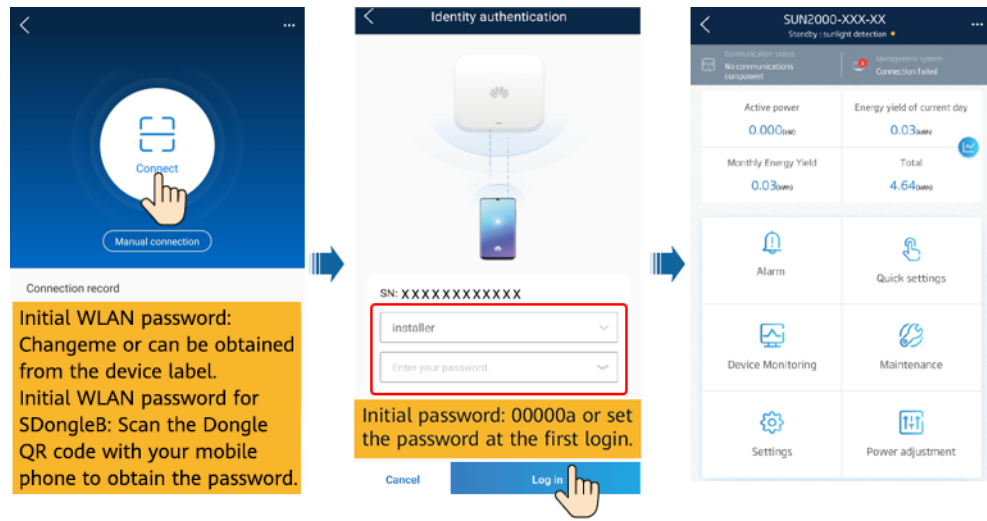 Connect
Manual connection
Connection record
Initial WLAN password:
Changeme or can be obtained
from the device label.
Initial WLAN password for
SDongleB: Scan the Dongle
QR code with your mobile
phone to obtain the password.
Identity authentication
SN: XXXXXXXXXXXX
installer
Enter your password
Initial password: 00000a or set
the password at the first login.
Cancel
Log in
SUN2000-XXX-XX
Standby : sunlight detection
Communication status
No communications
component
Management system
Connection failed
Active power
0.000(kW)
Energy yield of current day
0.03(kWh)
Monthly Energy Yield
0.03(kWh)
Total
4.64(kWh)
Alarm
Quick settings
Device Monitoring
Maintenance
Settings
Power adjustment